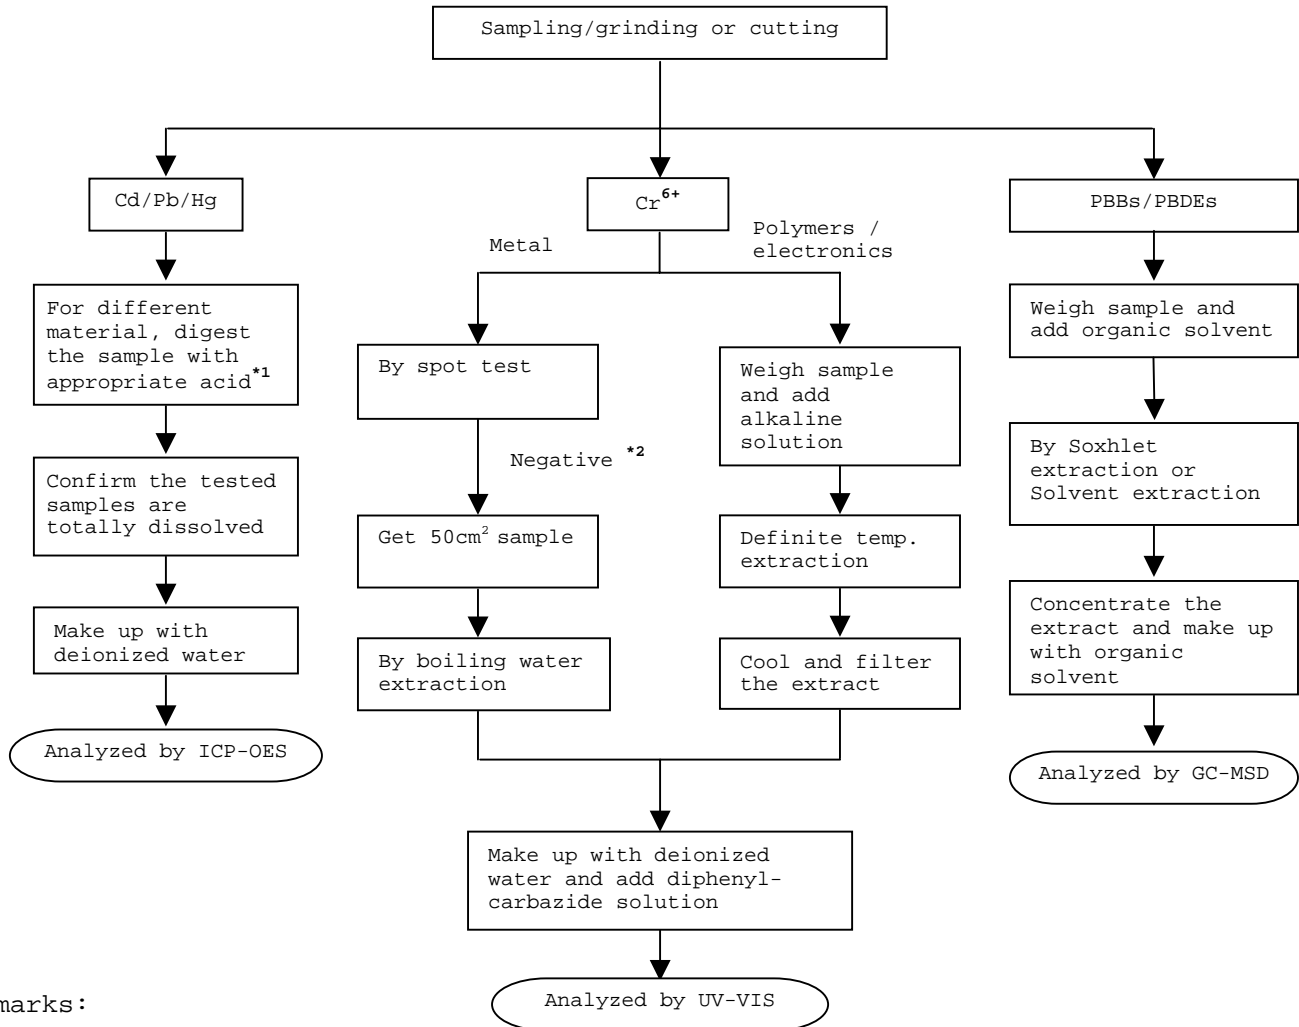 Sampling/grinding or cutting
Cd/Pb/Hg
Cr6+
PBBs/PBDEs
Metal
Polymers /
electronics
For different
material, digest
the sample with
appropriate acid*1
Confirm the tested
samples are
totally dissolved
Make up with
deionized water
Analyzed by ICP-OES
By spot test
Negative *2
Get 50cm2 sample
By boiling water
extraction
Weigh sample
and add
alkaline
solution
Definite temp.
extraction
Cool and filter
the extract
Make up with deionized
water and add diphenyl-
carbazide solution
Analyzed by UV-VIS
Weigh sample and
add organic solvent
By Soxhlet
extraction or
Solvent extraction
Concentrate the
extract and make up
with organic
solvent
Analyzed by GC-MSD
marks: